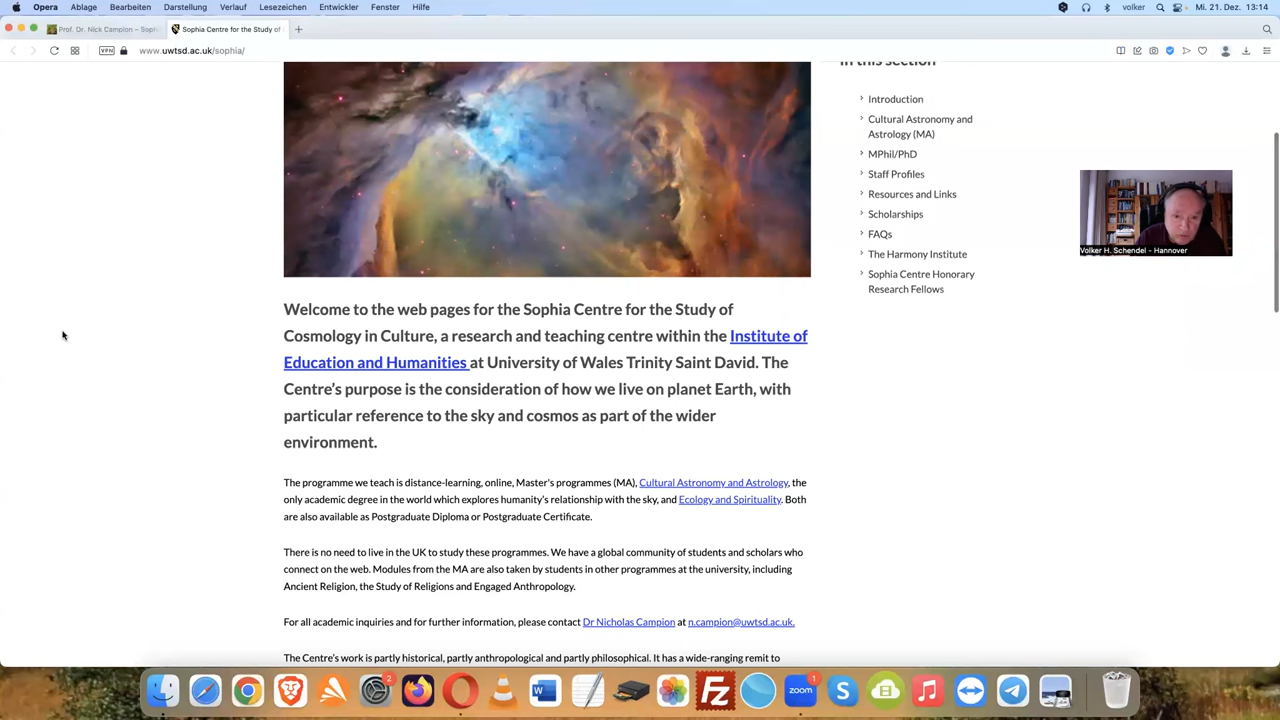 Opera Ablage Bearbeiten Darstellung Verlauf Lesezeichen Entwickler Fenster Hilfe volker Mi. 21. Dez. 13:14
Prof. Dr. Nick Campion – Soph
Sophia Centre for the Study of
VPN www.uwtsd.ac.uk/sophia/
In this section
Introduction
Cultural Astronomy and
Astrology (MA)
MPhil/PhD
Staff Profiles
Resources and Links
Scholarships
FAQs
The Harmony Institute
Sophia Centre Honorary
Research Fellows
Volker H. Schendel - Hannover
Welcome to the web pages for the Sophia Centre for the Study of
Cosmology in Culture, a research and teaching centre within the Institute of
Education and Humanities at University of Wales Trinity Saint David. The
Centre's purpose is the consideration of how we live on planet Earth, with
particular reference to the sky and cosmos as part of the wider
environment.
The programme we teach is distance-learning, online, Master's programmes (MA), Cultural Astronomy and Astrology, the
only academic degree in the world which explores humanity's relationship with the sky, and Ecology and Spirituality. Both
are also available as Postgraduate Diploma or Postgraduate Certificate.
There is no need to live in the UK to study these programmes. We have a global community of students and scholars who
connect on the web. Modules from the MA are also taken by students in other programmes at the university, including
Ancient Religion, the Study of Religions and Engaged Anthropology.
For all academic inquiries and for further information, please contact Dr Nicholas Campion at n.campion@uwtsd.ac.uk.
The Centre's work is partly historical, partly anthropological and partly philosophical. It has a wide-ranging remit to
2
W
Fz
zoom
1
S